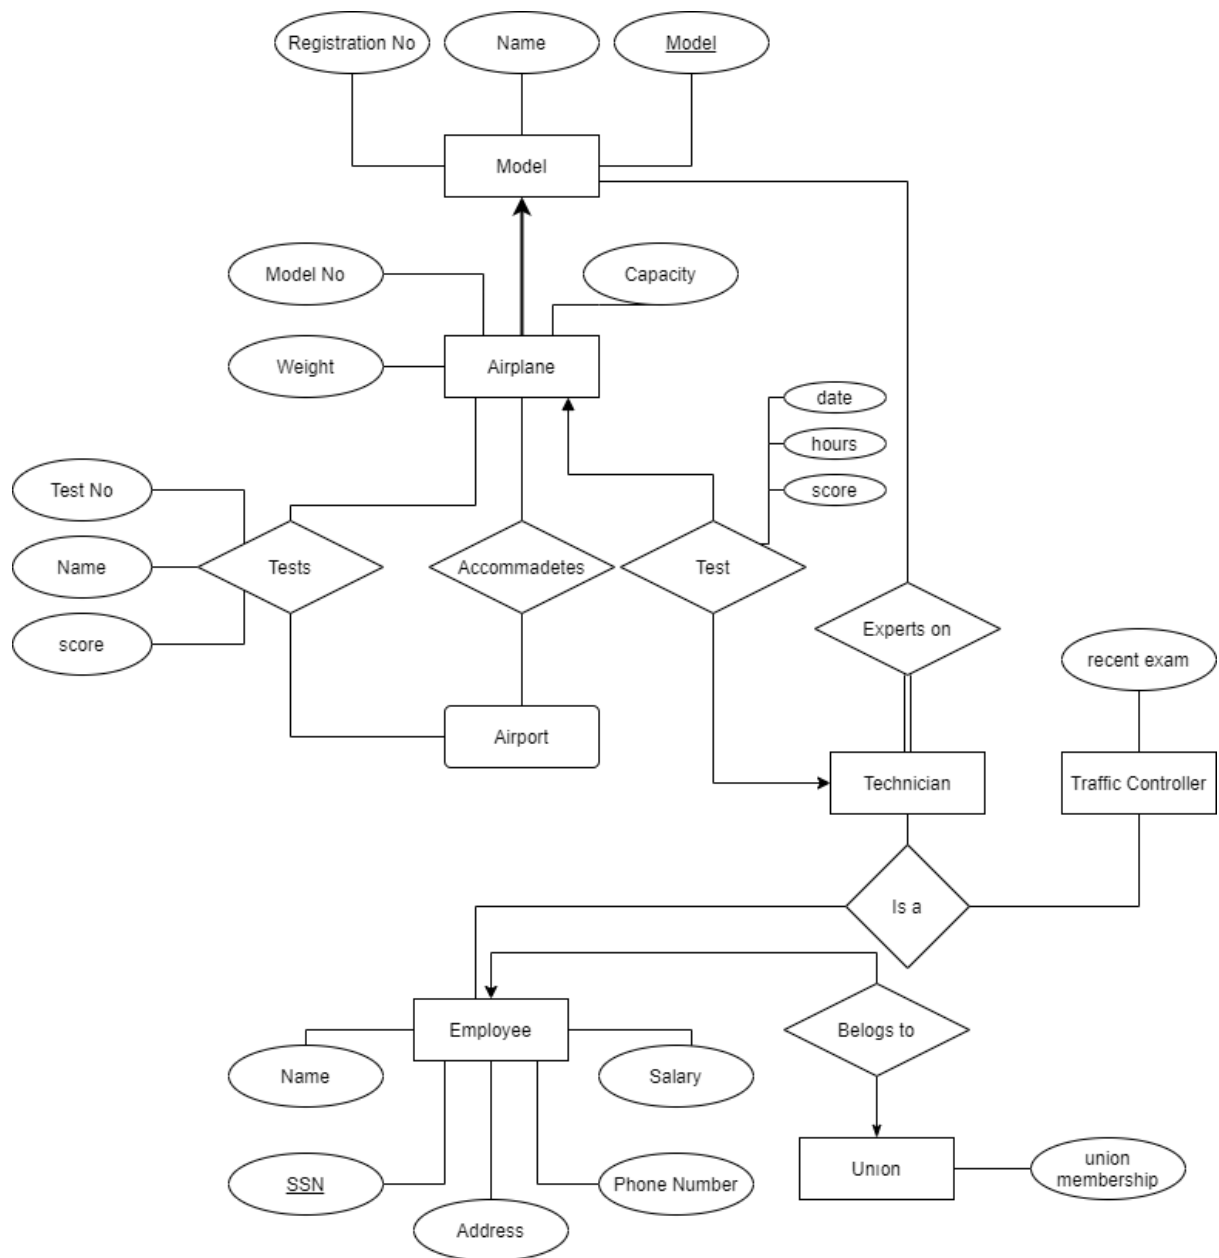 Registration No
Name
Model
Model
Model No
Capacity
Weight
Airplane
date
hours
score
Test No
Name
score
Tests
Accommadetes
Test
Experts on
recent exam
Airport
Technician
Traffic Controller
Is a
Employee
Belogs to
Name
Salary
SSN
Address
Phone Number
Union
union
membership